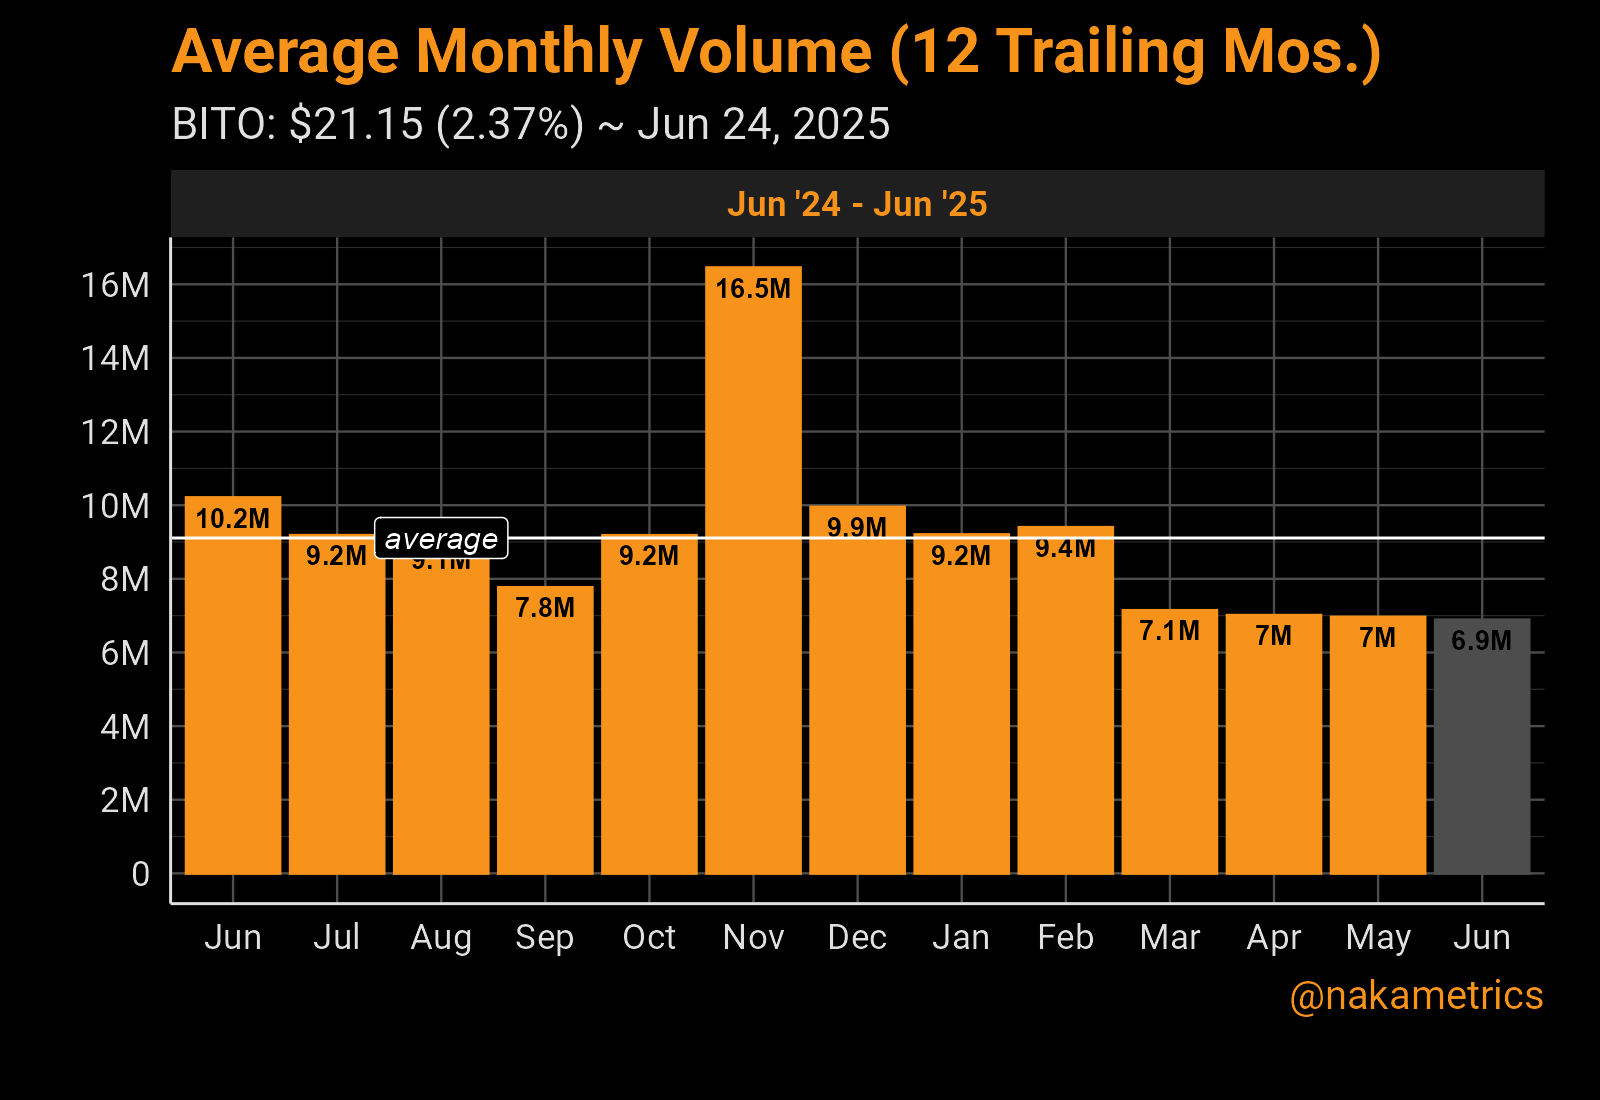 Average Monthly Volume (12 Trailing Mos.)
BITO: $21.15 (2.37%) ~ Jun 24, 2025
Jun '24 - Jun '25
16M
14M
12M
10M
8M
6M
4M
2M
0
10.2M
9.2M
average
9.1M
7.8M
9.2M
16.5M
9.9M
9.2M
9.4M
7.1M
7M
7M
6.9M
Jun Jul Aug Sep Oct Nov Dec Jan Feb Mar Apr May Jun
@nakametrics